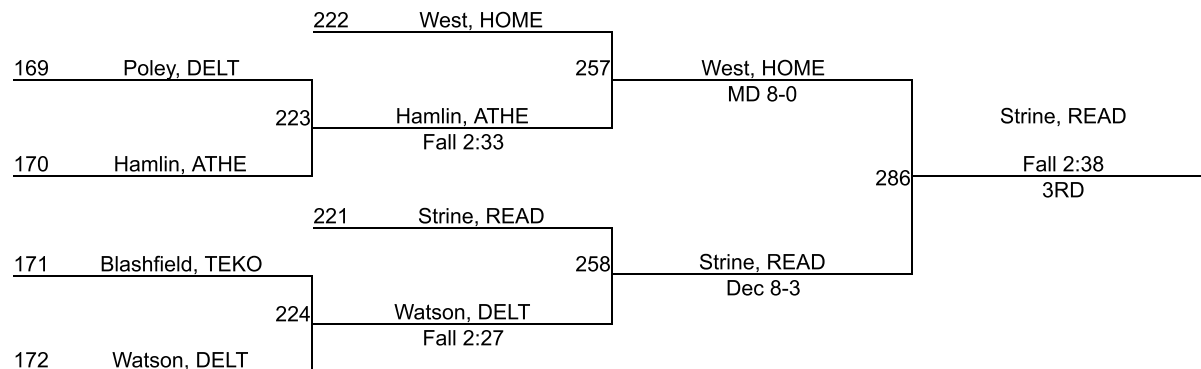 222 West, HOME
169 Poley, DELT
257 West, HOME
MD 8-0
223 Hamlin, ATHE
Fall 2:33
Strine, READ
170 Hamlin, ATHE
Fall 2:38
286
3RD
221 Strine, READ
171 Blashfield, TEKO
258 Strine, READ
Dec 8-3
224 Watson, DELT
Fall 2:27
172 Watson, DELT